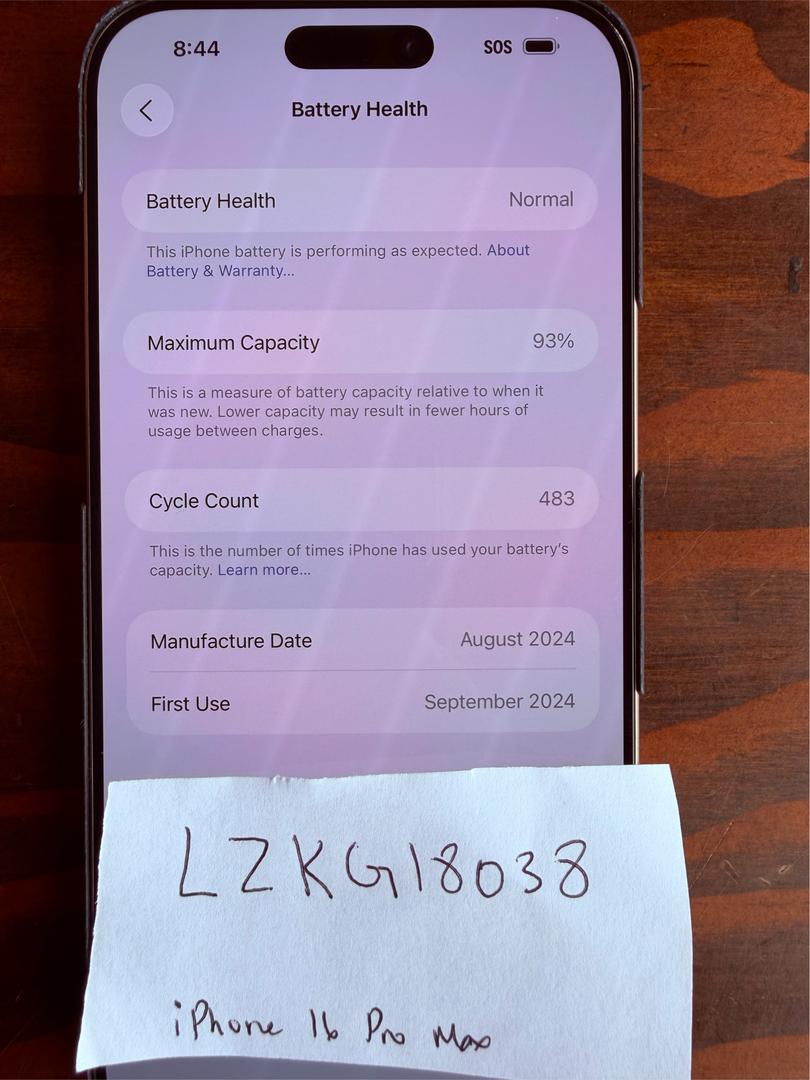 8:44 SOS
Battery Health
Battery Health Normal
This iPhone battery is performing as expected. About
Battery & Warranty...
Maximum Capacity 93%
This is a measure of battery capacity relative to when it
was new. Lower capacity may result in fewer hours of
usage between charges.
Cycle Count 483
This is the number of times iPhone has used your battery's
capacity. Learn more...
Manufacture Date August 2024
First Use September 2024
LZKG18038
iPhone 16 Pro Max